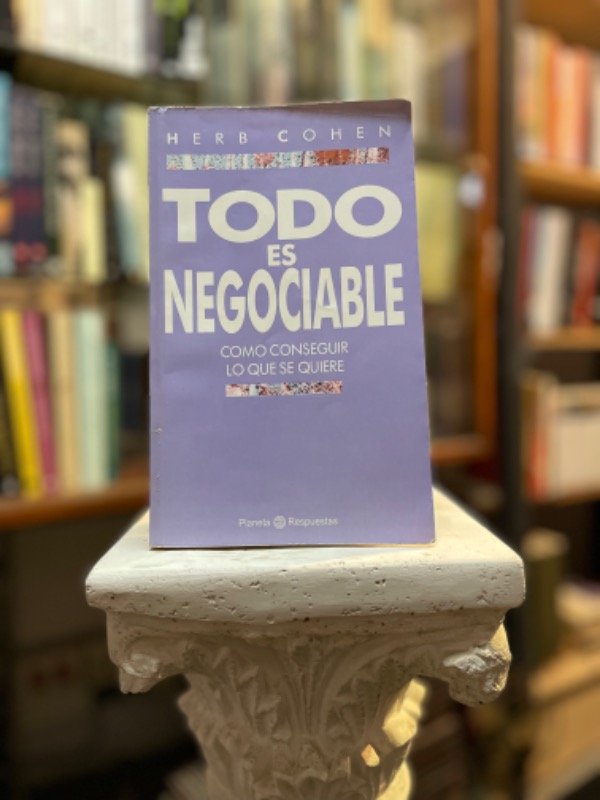 HERB COHEN
TODO
ES
NEGOCIABLE
COMO CONSEGUIR
LO QUE SE QUIERE
Planeta Respuestas